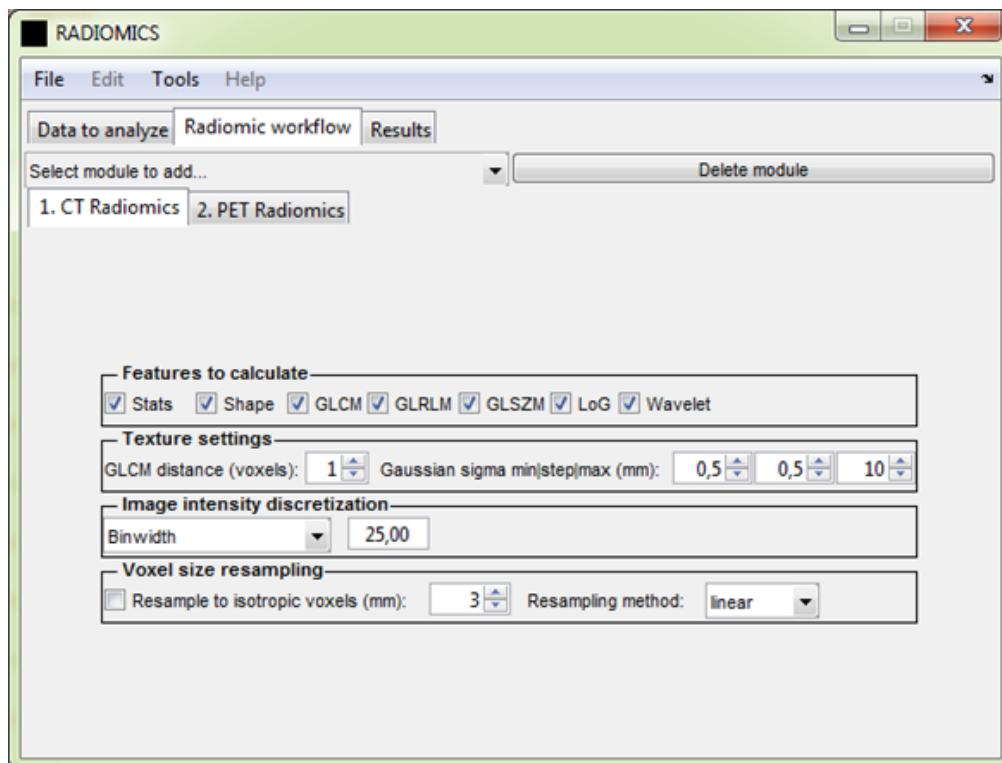 RADIOMICS
File Edit Tools Help
Data to analyze Radiomic workflow Results
Select module to add... Delete module
1. CT Radiomics 2. PET Radiomics
Features to calculate
Stats Shape GLCM GLRLM GLSZM LoG Wavelet
Texture settings
GLCM distance (voxels): 1 Gaussian sigma min|step|max (mm): 0,5 0,5 10
Image intensity discretization
Binwidth 25,00
Voxel size resampling
Resample to isotropic voxels (mm): 3 Resampling method: linear